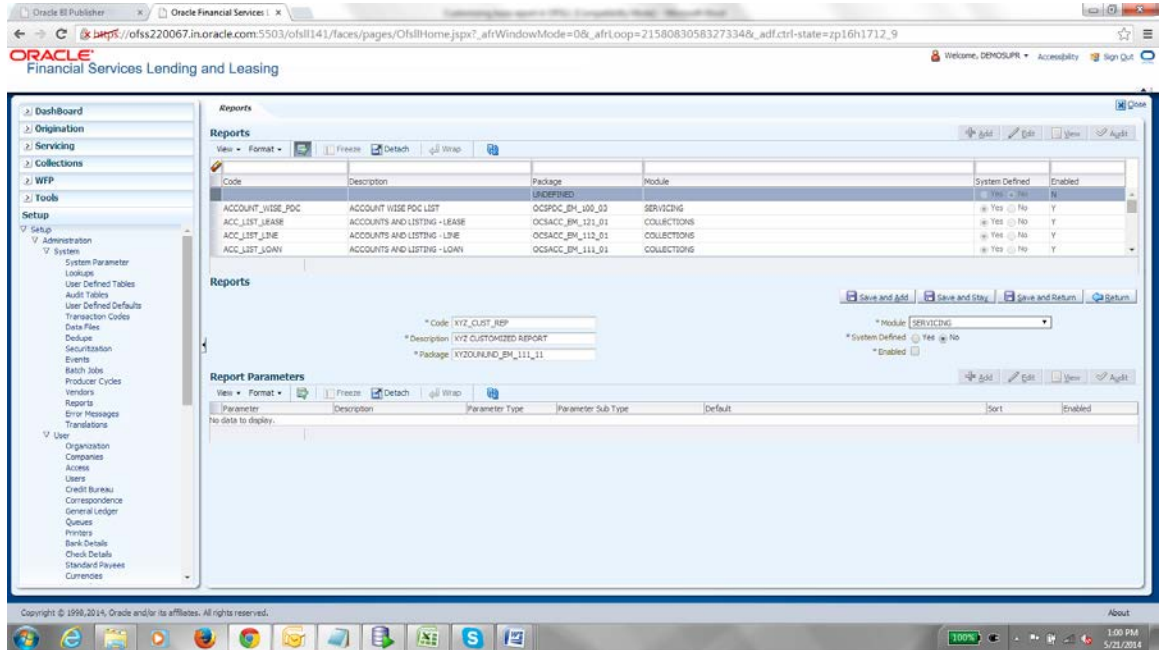 Oracle BI Publisher
Oracle Financial Services L
https://ofss220067.in.oracle.com:5503/ofsll141/faces/pages/OfsllHome.jspx?_afrWindowMode=0&_afrLoop=2158083058327334&_adf.ctrl-state=zp16h1712_9
ORACLE
Financial Services Lending and Leasing
Welcome, DEMOSUPR Accessibility Sign Out
DashBoard
Origination
Servicing
Collections
WFP
Tools
Setup
Setup
Administration
System
System Parameter
Lookups
User Defined Tables
Audit Tables
User Defined Defaults
Transaction Codes
Data Files
Dedupe
Securitization
Events
Batch Jobs
Producer Cycles
Vendors
Reports
Error Messages
Translations
User
Organization
Companies
Access
Users
Credit Bureau
Correspondence
General Ledger
Queues
Printers
Bank Details
Check Details
Standard Payees
Currencies
Reports
Close
Reports
Add Edit View Audit
View Format Freeze Detach Wrap
Code Description Package Module System Defined Enabled
UNDEFINED Yes No N
ACCOUNT_WISE_PDC ACCOUNT WISE PDC LIST OCSPDC_EM_100_03 SERVICING Yes No Y
ACC_LIST_LEASE ACCOUNTS AND LISTING - LEASE OCSACC_EM_121_01 COLLECTIONS Yes No Y
ACC_LIST_LINE ACCOUNTS AND LISTING - LINE OCSACC_EM_112_01 COLLECTIONS Yes No Y
ACC_LIST_LOAN ACCOUNTS AND LISTING - LOAN OCSACC_EM_111_01 COLLECTIONS Yes No Y
Reports
Save and Add Save and Stay Save and Return Return
* Code XYZ_CUST_REP
* Description XYZ CUSTOMIZED REPORT
* Package XYZOUNUND_EM_111_11
* Module SERVICING
* System Defined Yes No
* Enabled
Report Parameters
Add Edit View Audit
View Format Freeze Detach Wrap
Parameter Description Parameter Type Parameter Sub Type Default Sort Enabled
No data to display.
Copyright © 1998,2014, Oracle and/or its affiliates. All rights reserved.
About
100%
1:00 PM
5/21/2014